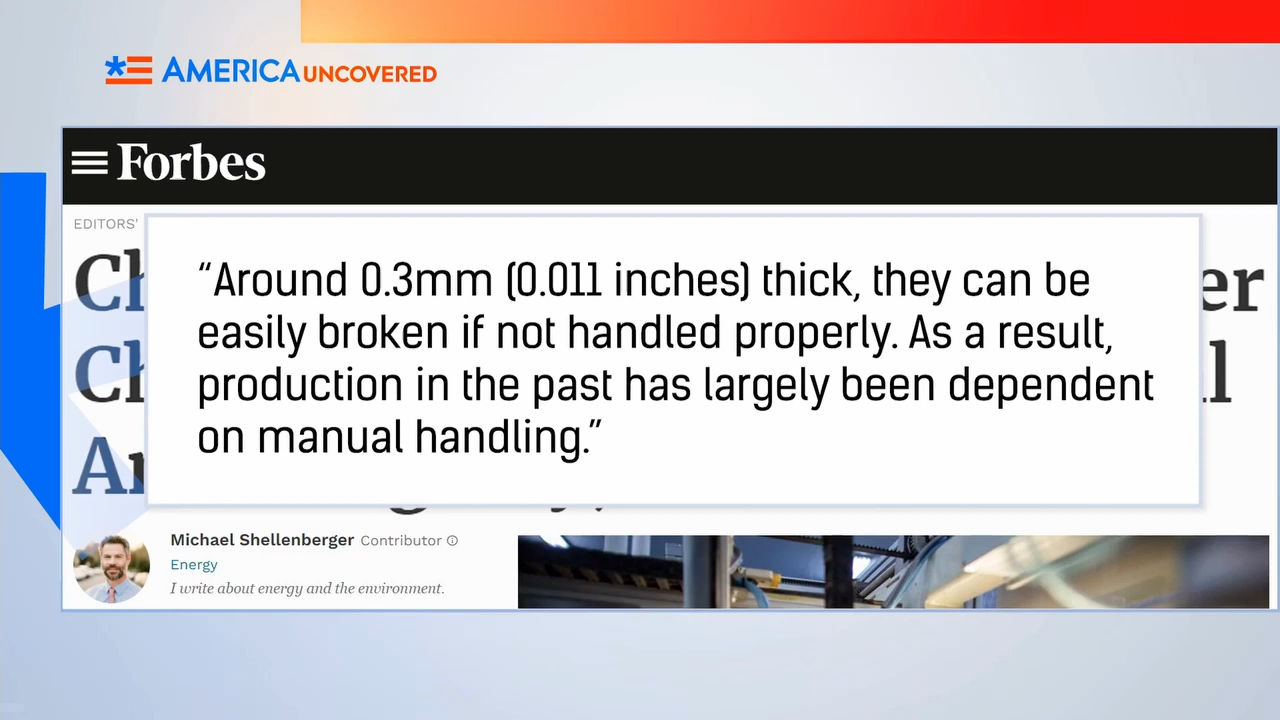 AMERICA UNCOVERED
Forbes
EDITORS'
“Around 0.3mm (0.011 inches) thick, they can be
easily broken if not handled properly. As a result,
production in the past has largely been dependent
on manual handling.”
Michael Shellenberger Contributor
Energy
I write about energy and the environment.